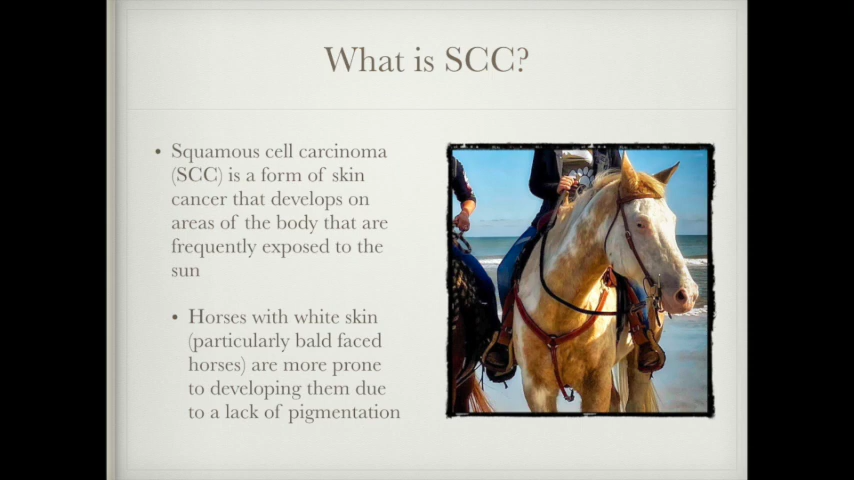 What is SCC?
• Squamous cell carcinoma
(SCC) is a form of skin
cancer that develops on
areas of the body that are
frequently exposed to the
sun
• Horses with white skin
(particularly bald faced
horses) are more prone
to developing them due
to a lack of pigmentation